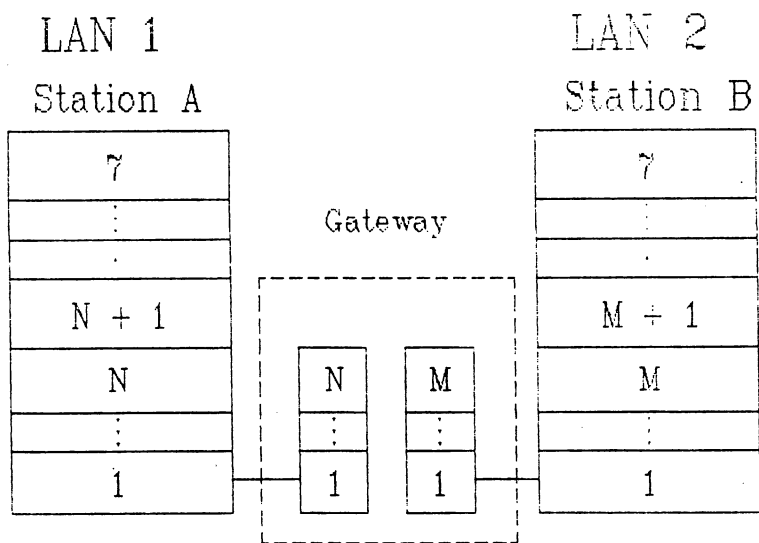 LAN 1
Station A
7
⋮
.
N + 1
N
⋮
1
Gateway
N
⋮
1
M
⋮
1
LAN 2
Station B
7
⋮
.
M + 1
M
⋮
1